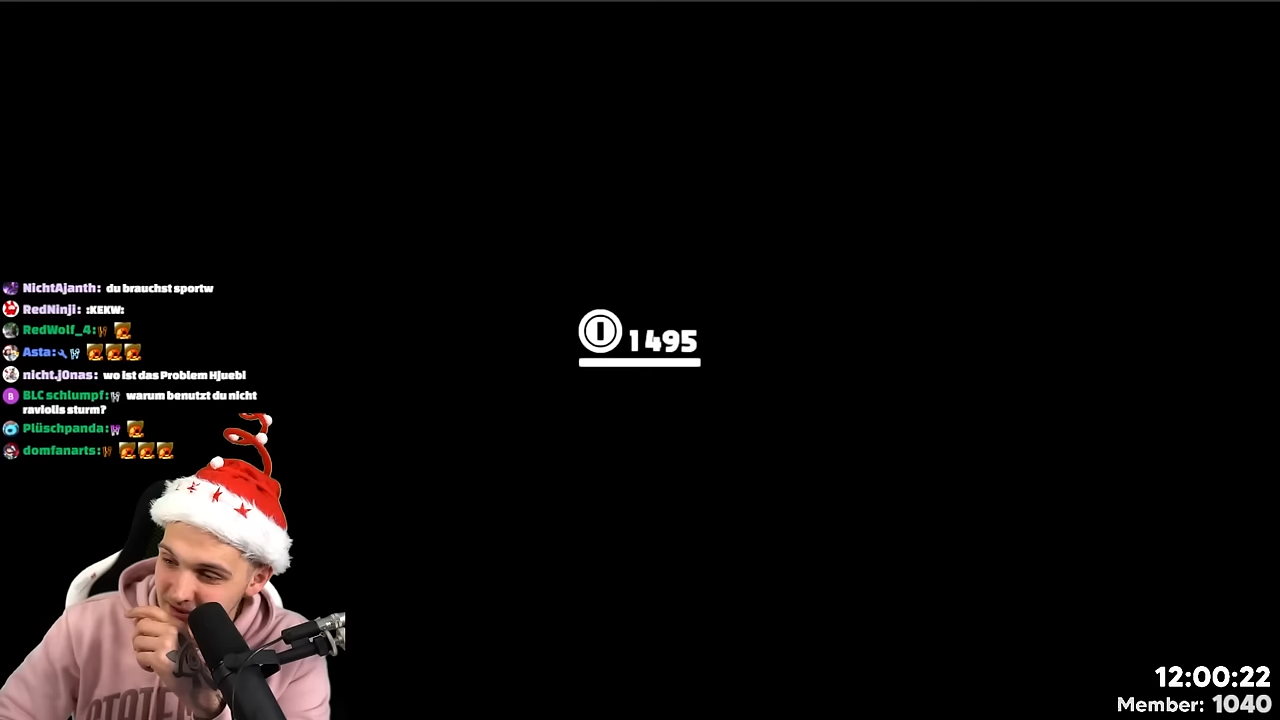 NichtAjanth: du brauchst sportw
RedNinji: :KEKW:
RedWolf_4:
Asta:
nicht.j0nas: wo ist das Problem Hjuebi
B BLC schlumpf: warum benutzt du nicht
raviolis sturm?
Plüschpanda:
domfanarts:
1495
12:00:22
Member: 1040